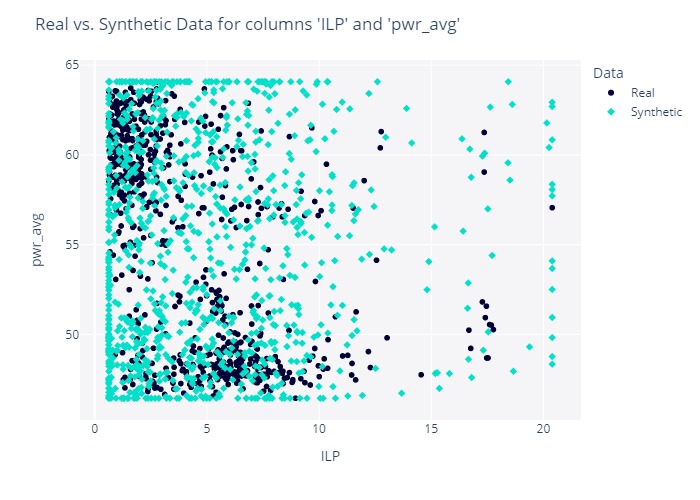 Real vs. Synthetic Data for columns 'ILP' and 'pwr_avg'
Data
Real
Synthetic
65
60
55
50
pwr_avg
0 5 10 15 20
ILP